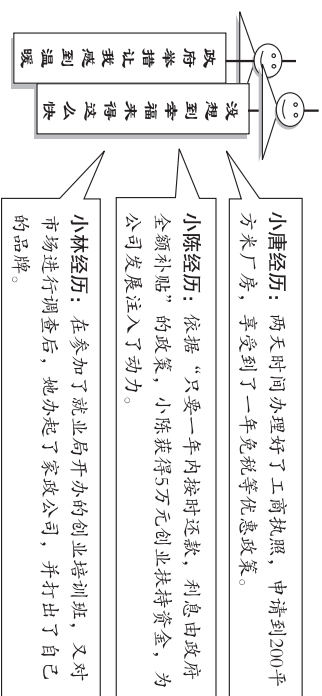 没想到幸福来得这么快
政府举措让我感到温暖
小唐经历：两天时间办理好了工商执照，申请到200平
方米厂房，享受到了一年免税等优惠政策。
小陈经历：依据“只要一年内按时还款，利息由政府
全额补贴”的政策，小陈获得5万元创业扶持资金，为
公司发展注入了动力。
小林经历：在参加了就业局开办的创业培训班，又对
市场进行调查后，她办起了家政公司，并打出了自己
的品牌。